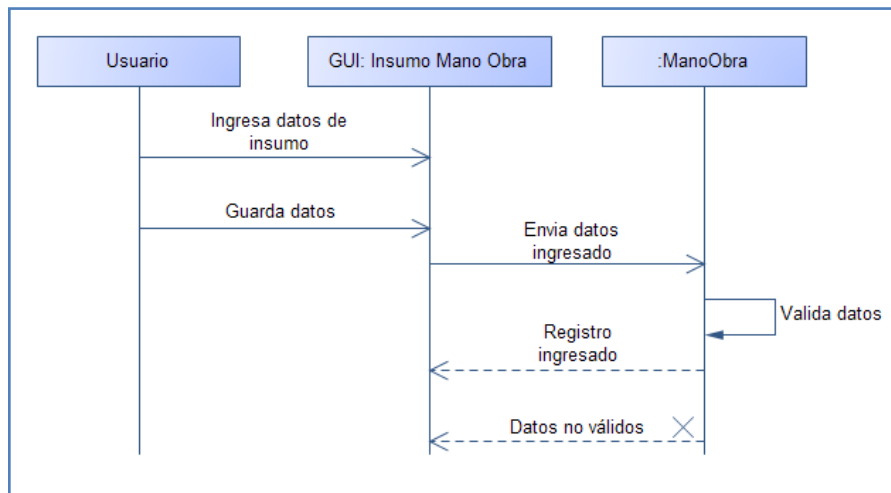 Usuario
GUI: Insumo Mano Obra
:ManoObra
Ingresa datos de
insumo
Guarda datos
Envia datos
ingresado
Valida datos
Registro
ingresado
Datos no válidos